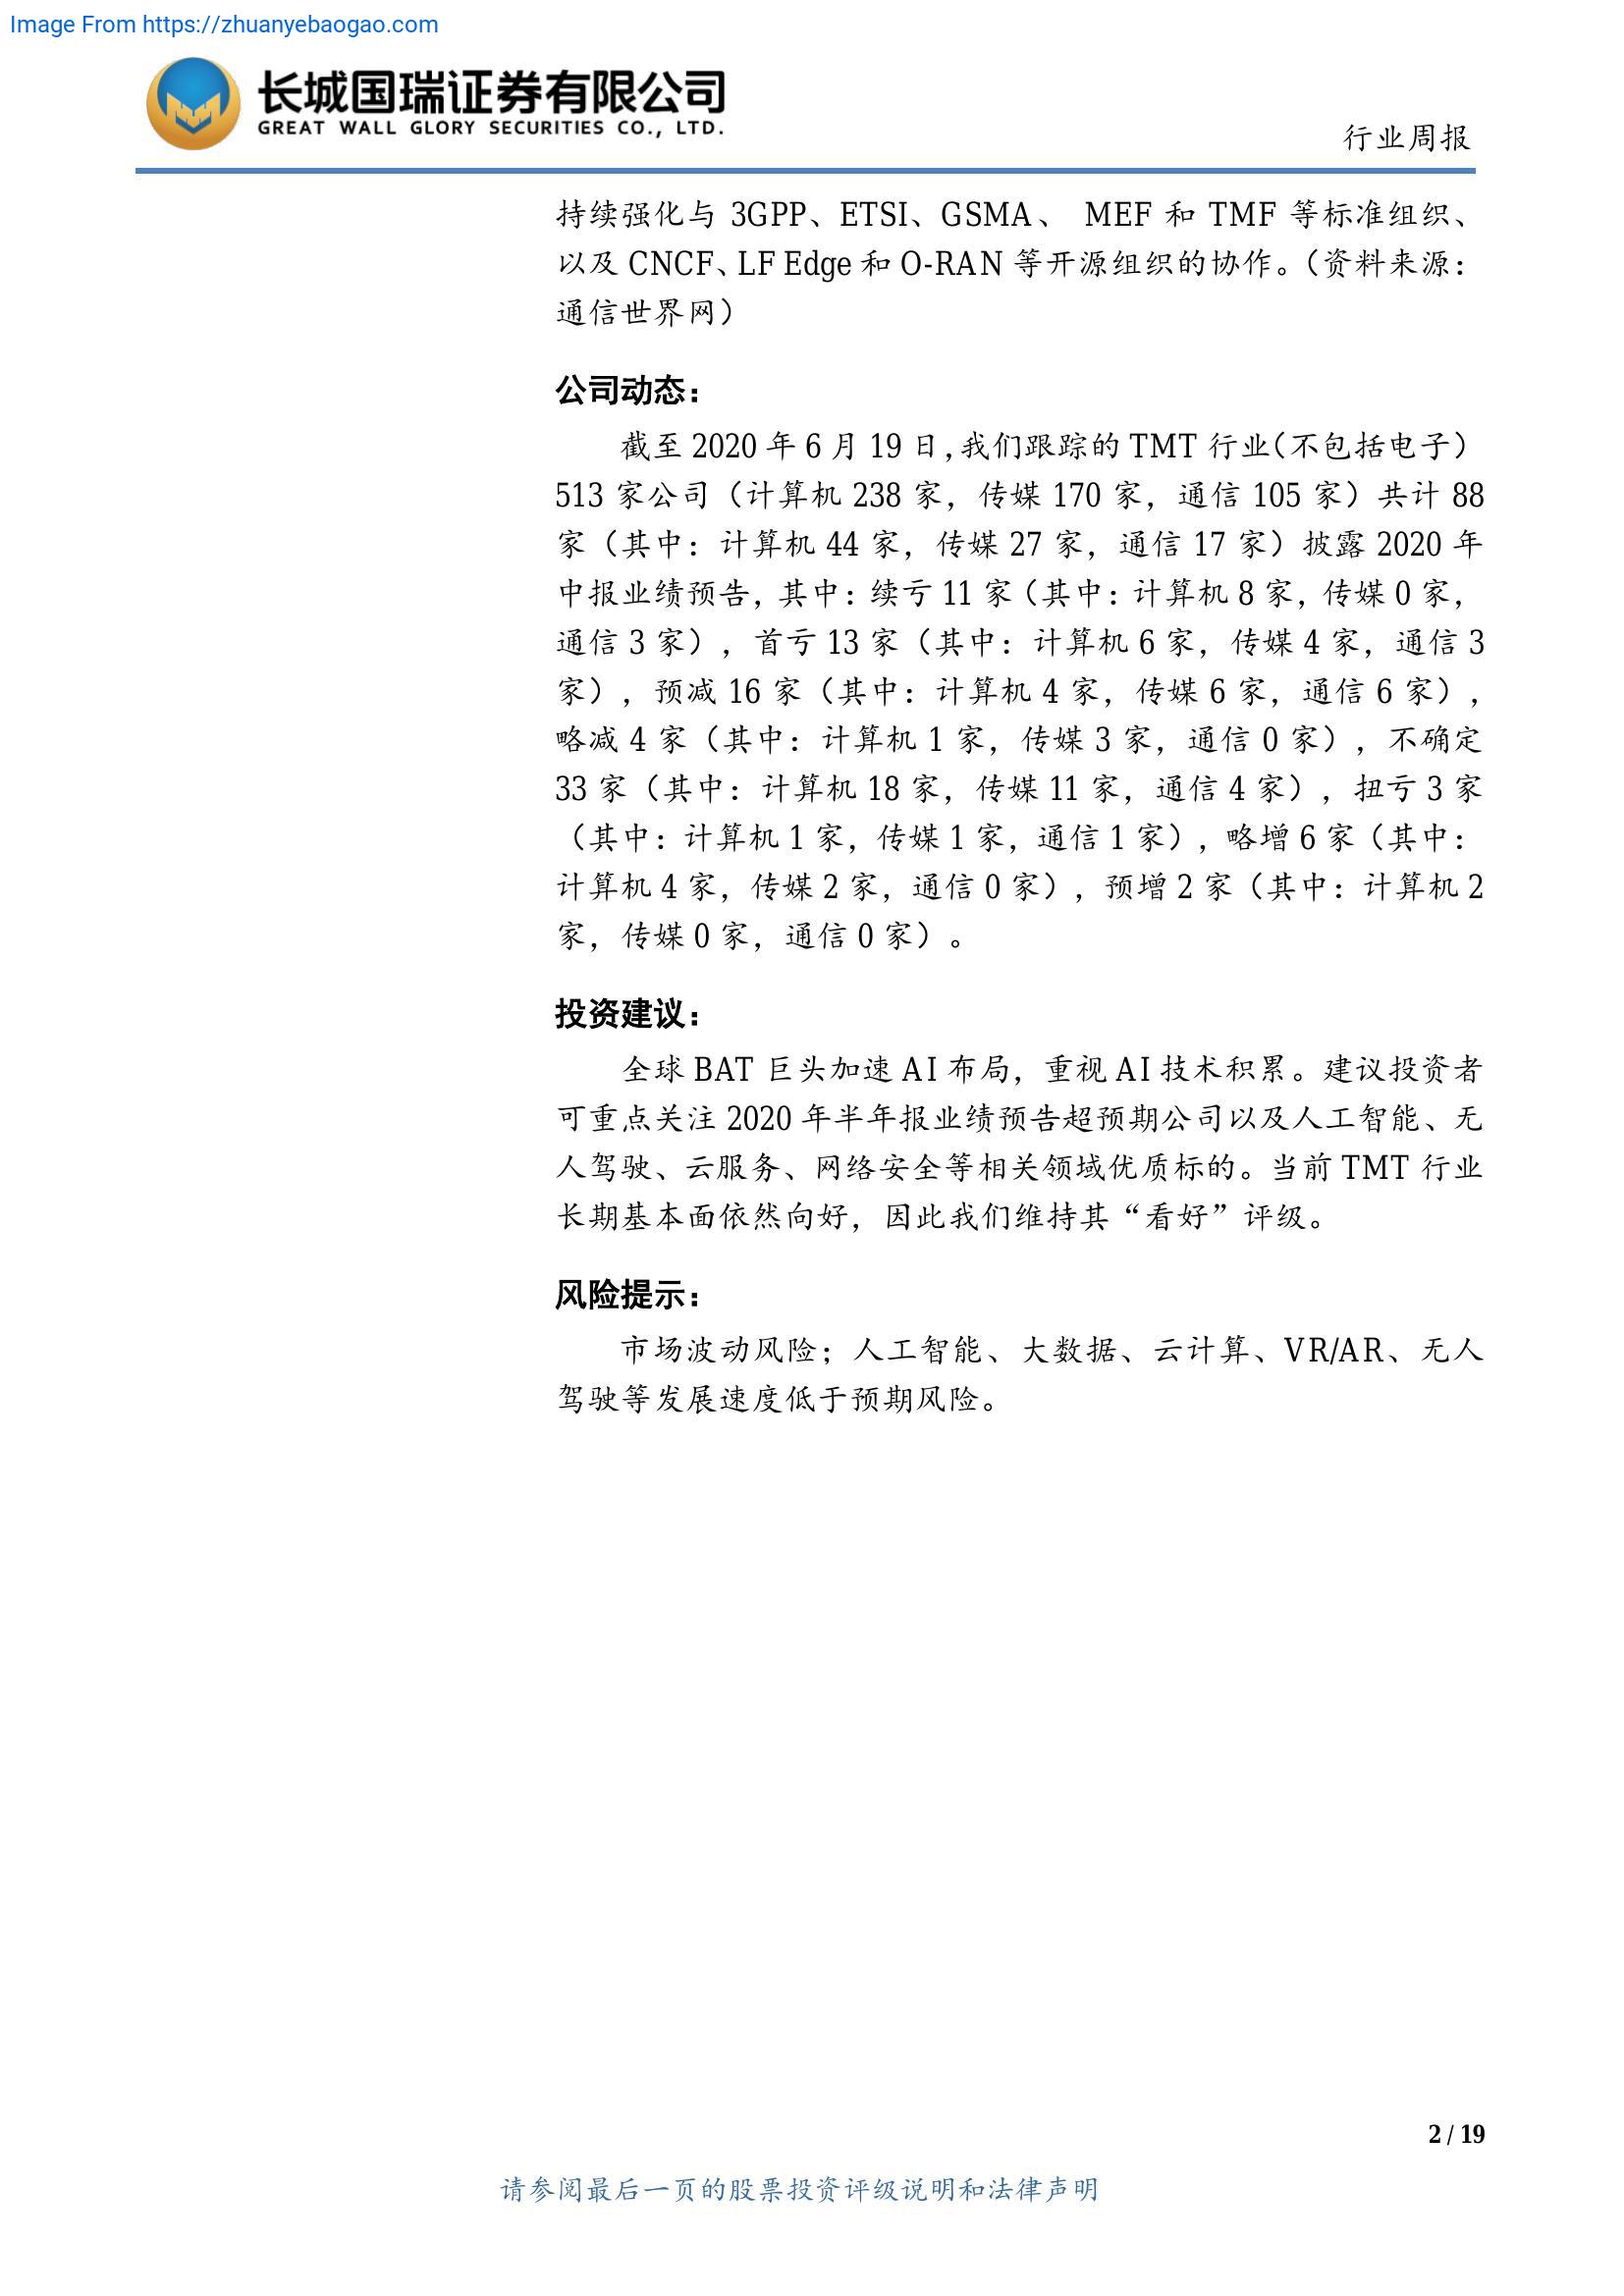 Image From https://zhuanyebaogao.com
长城国瑞证券有限公司
GREAT WALL GLORY SECURITIES CO., LTD.
行业周报
持续强化与 3GPP、ETSI、GSMA、 MEF 和 TMF 等标准组织、
以及 CNCF、LF Edge 和 O-RAN 等开源组织的协作。（资料来源：
通信世界网）
公司动态：
截至 2020 年 6 月 19 日，我们跟踪的 TMT 行业（不包括电子）
513 家公司（计算机 238 家，传媒 170 家，通信 105 家）共计 88
家（其中：计算机 44 家，传媒 27 家，通信 17 家）披露 2020 年
中报业绩预告，其中：续亏 11 家（其中：计算机 8 家，传媒 0 家，
通信 3 家），首亏 13 家（其中：计算机 6 家，传媒 4 家，通信 3
家），预减 16 家（其中：计算机 4 家，传媒 6 家，通信 6 家），
略减 4 家（其中：计算机 1 家，传媒 3 家，通信 0 家），不确定
33 家（其中：计算机 18 家，传媒 11 家，通信 4 家），扭亏 3 家
（其中：计算机 1 家，传媒 1 家，通信 1 家），略增 6 家（其中：
计算机 4 家，传媒 2 家，通信 0 家），预增 2 家（其中：计算机 2
家，传媒 0 家，通信 0 家）。
投资建议：
全球 BAT 巨头加速 AI 布局，重视 AI 技术积累。建议投资者
可重点关注 2020 年半年报业绩预告超预期公司以及人工智能、无
人驾驶、云服务、网络安全等相关领域优质标的。当前 TMT 行业
长期基本面依然向好，因此我们维持其“看好”评级。
风险提示：
市场波动风险；人工智能、大数据、云计算、VR/AR、无人
驾驶等发展速度低于预期风险。
2 / 19
请参阅最后一页的股票投资评级说明和法律声明